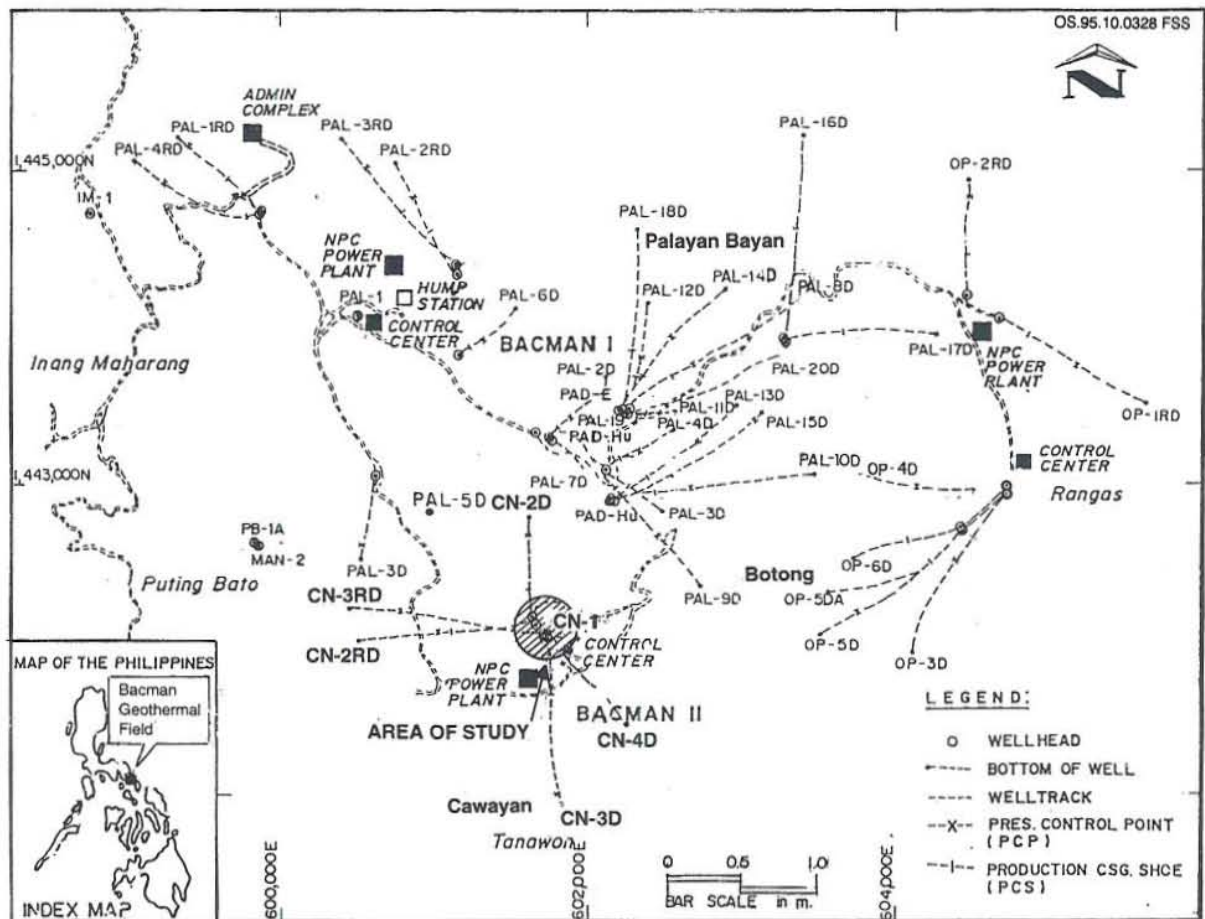 OS.95.10.0328 FSS
N
ADMIN
COMPLEX
PAL-1RD
PAL-4RD
PAL-3RD
PAL-2RD
PAL-16D
OP-2RD
1,445,000N
IM-1
PAL-18D
Palayan Bayan
NPC
POWER
PLANT
HUMP
STATION
PAL-1
CONTROL
CENTER
PAL-6D
PAL-12D
PAL-14D
PAL-8D
BACMAN I
PAL-17D
NPC
POWER
PLANT
Inang Maharang
PAL-2D
PAL-20D
PAD-E
PAL-13D
PAL-19
PAL-11D
PAL-4D
PAL-15D
OP-1RD
PAD-Hu
1,443,000N
PAL-7D
PAL-10D
OP-4D
CONTROL
CENTER
Rangas
PAL-5D
CN-2D
PAD-Hu
PAL-3D
PB-1A
MAN-2
PAL-3D
Puting Bato
CN-3RD
PAL-9D
Botong
OP-6D
OP-5DA
CN-1
OP-5D
CN-2RD
CONTROL
CENTER
OP-3D
NPC
POWER
PLANT
AREA OF STUDY
BACMAN II
CN-4D
Cawayan
CN-3D
Tanawon
MAP OF THE PHILIPPINES
Bacman
Geothermal
Field
INDEX MAP
600,000E
602,000E
604,000E
0 0.5 1.0
BAR SCALE in m.
LEGEND:
WELLHEAD
BOTTOM OF WELL
WELLTRACK
PRES. CONTROL POINT
(PCP)
PRODUCTION CSG. SHCE
(PCS)